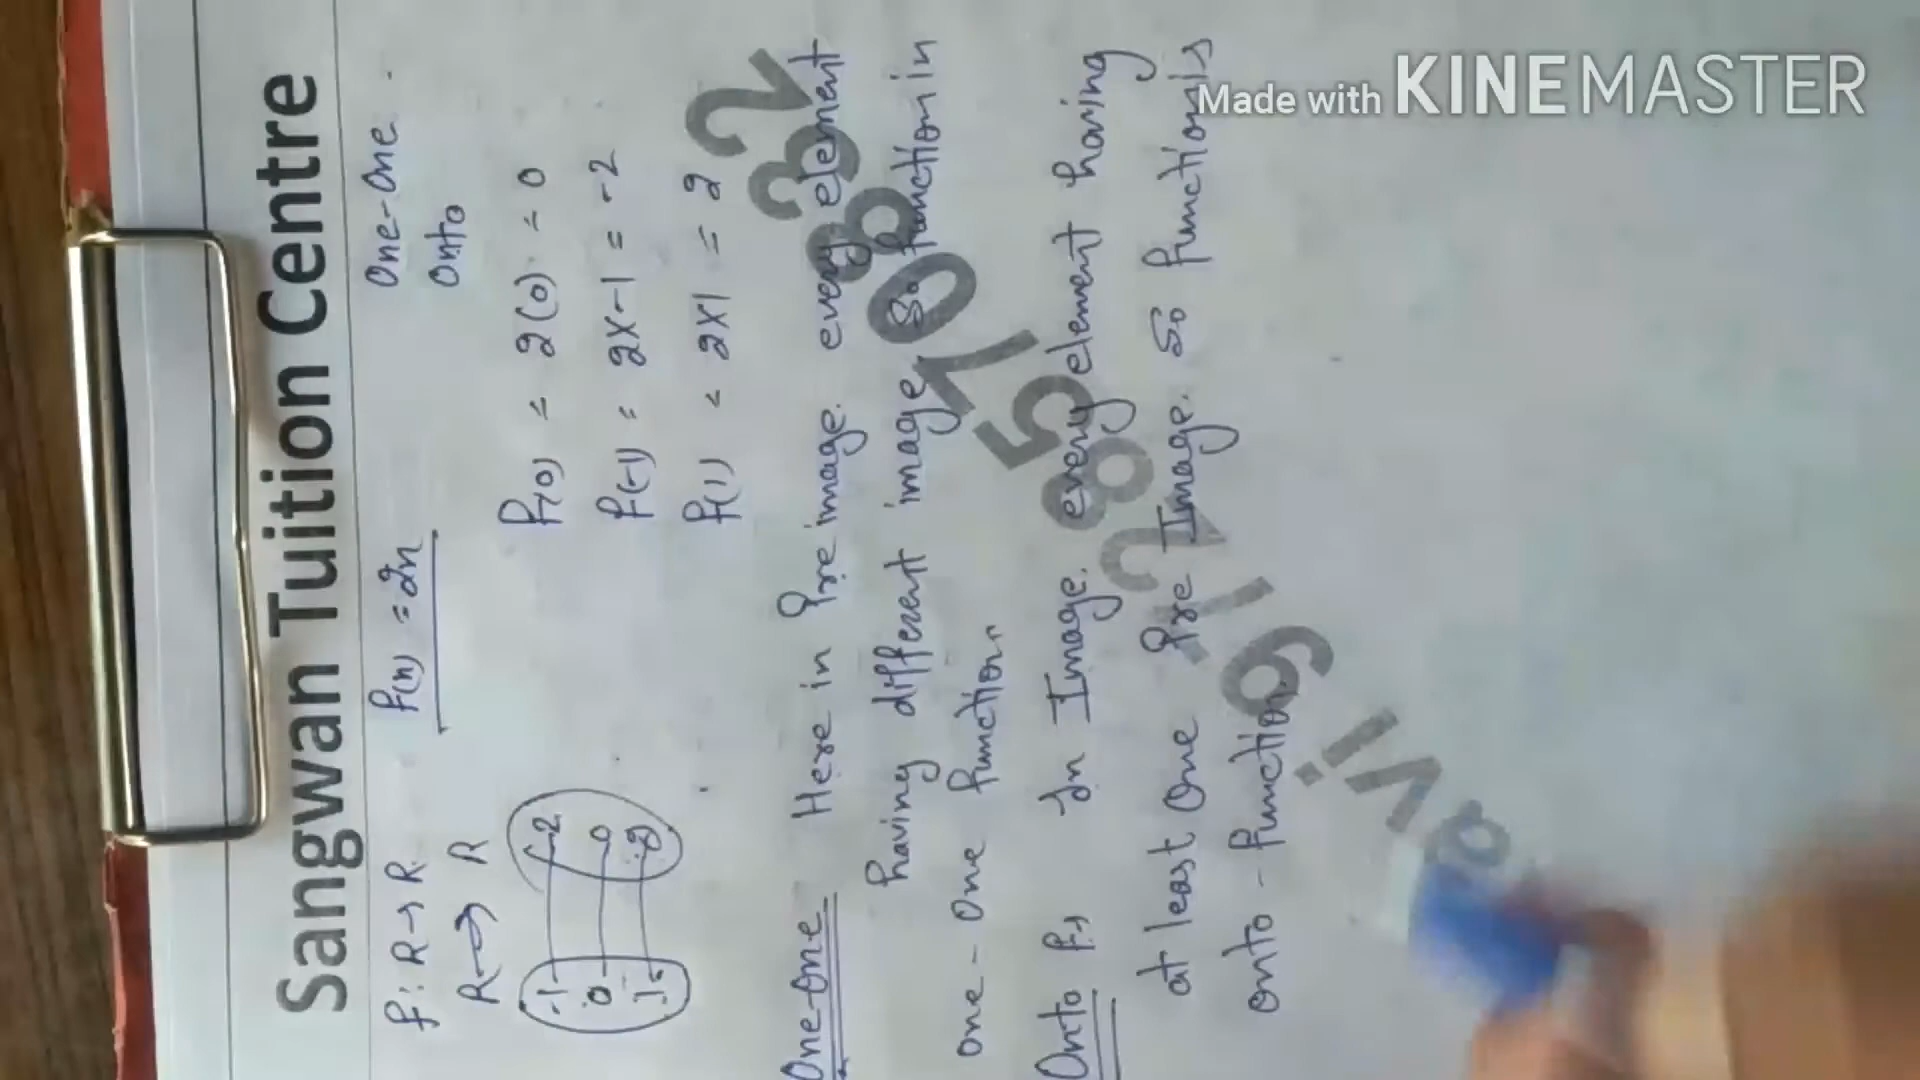 Sangwan Tuition Centre
f: R→R f(n) = 2n One-One
R→R Onto
-1 0 1 -2 0 2
f(0) = 2(0) = 0
f(-1) = 2x-1 = -2
f(1) = 2x1 = 2
One-One Here in Pre image. every element
having different image So function in
one-one function
Onto f, In Image. every element having
at least one Pre Image. So function is
onto-function.
Made with KINEMASTER